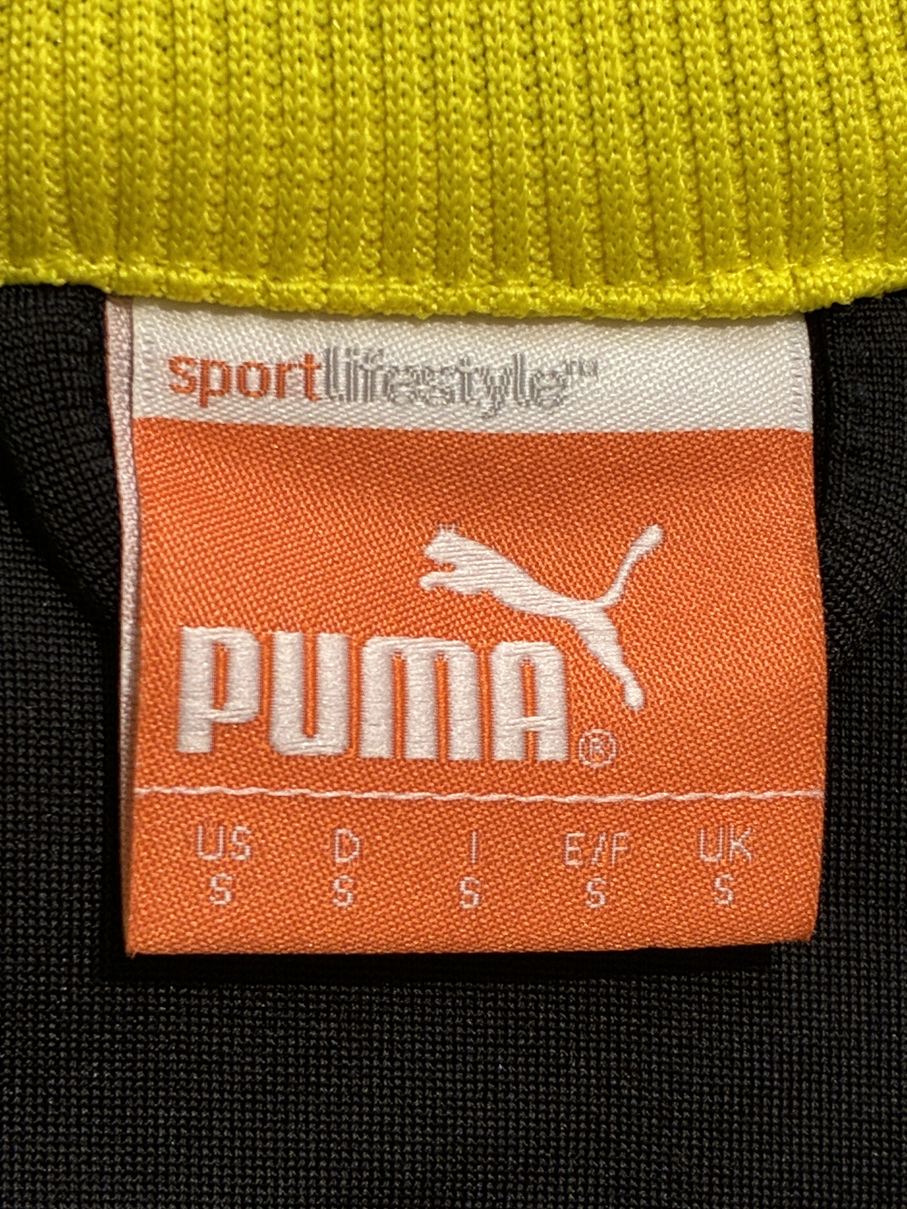 sportlifestyle™
PUMA®
US D I E/F UK
S S S S S